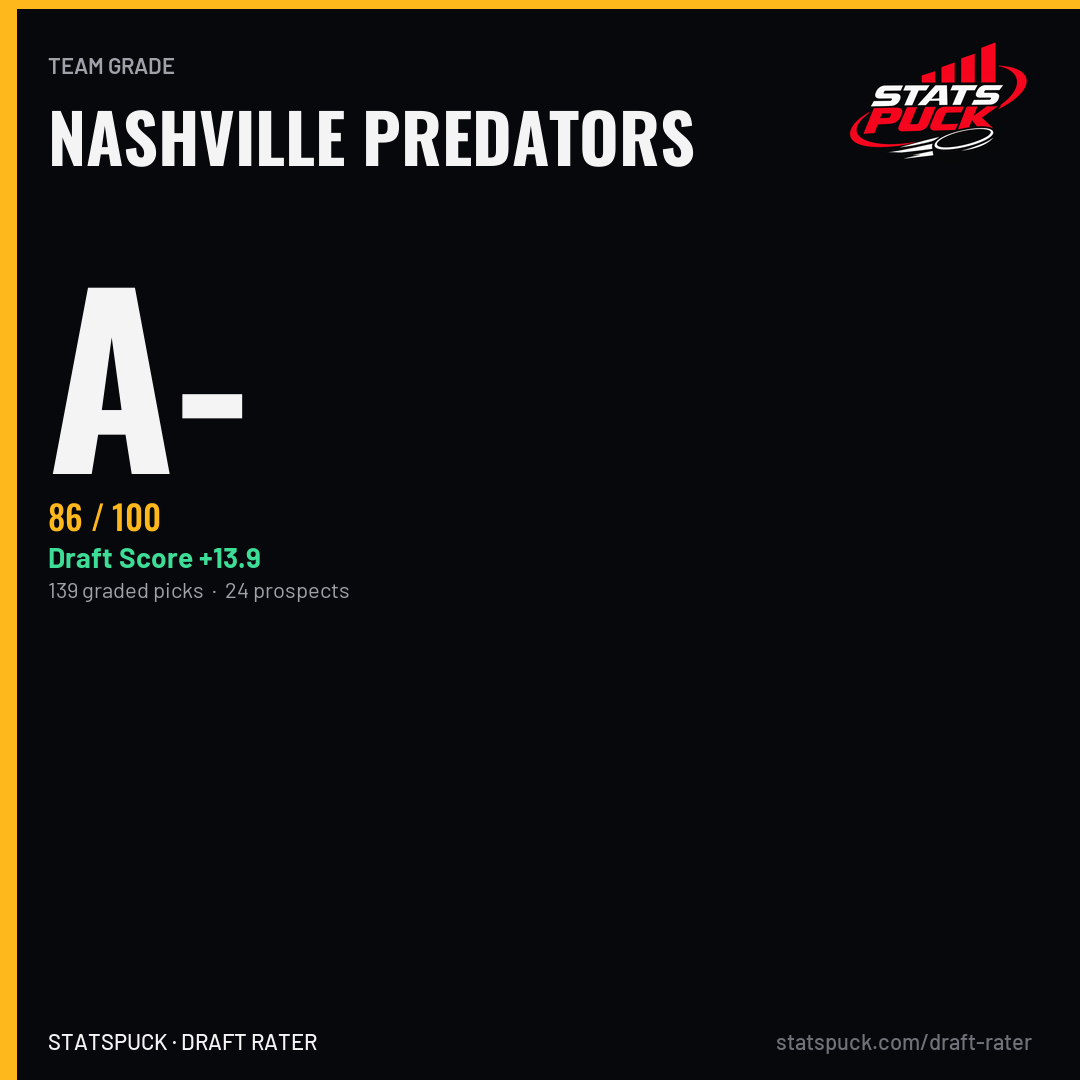 TEAM GRADE
NASHVILLE PREDATORS
STATS
PUCK
A-
86 / 100
Draft Score +13.9
139 graded picks · 24 prospects
STATSPUCK · DRAFT RATER
statspuck.com/draft-rater